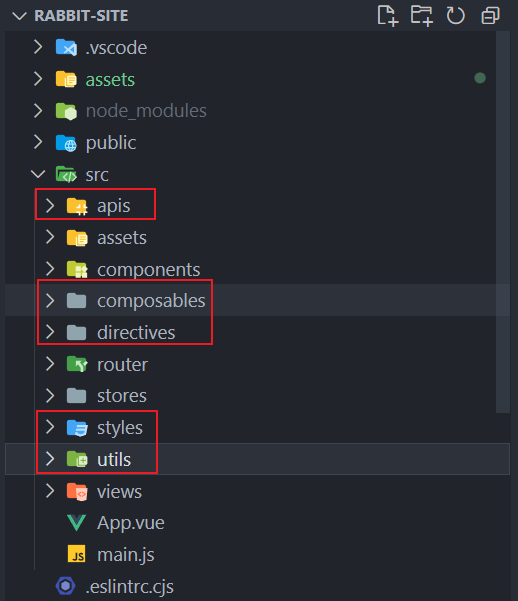 RABBIT-SITE
.vscode
assets
node_modules
public
src
apis
assets
components
composables
directives
router
stores
styles
utils
views
App.vue
JS main.js
.eslintrc.cjs